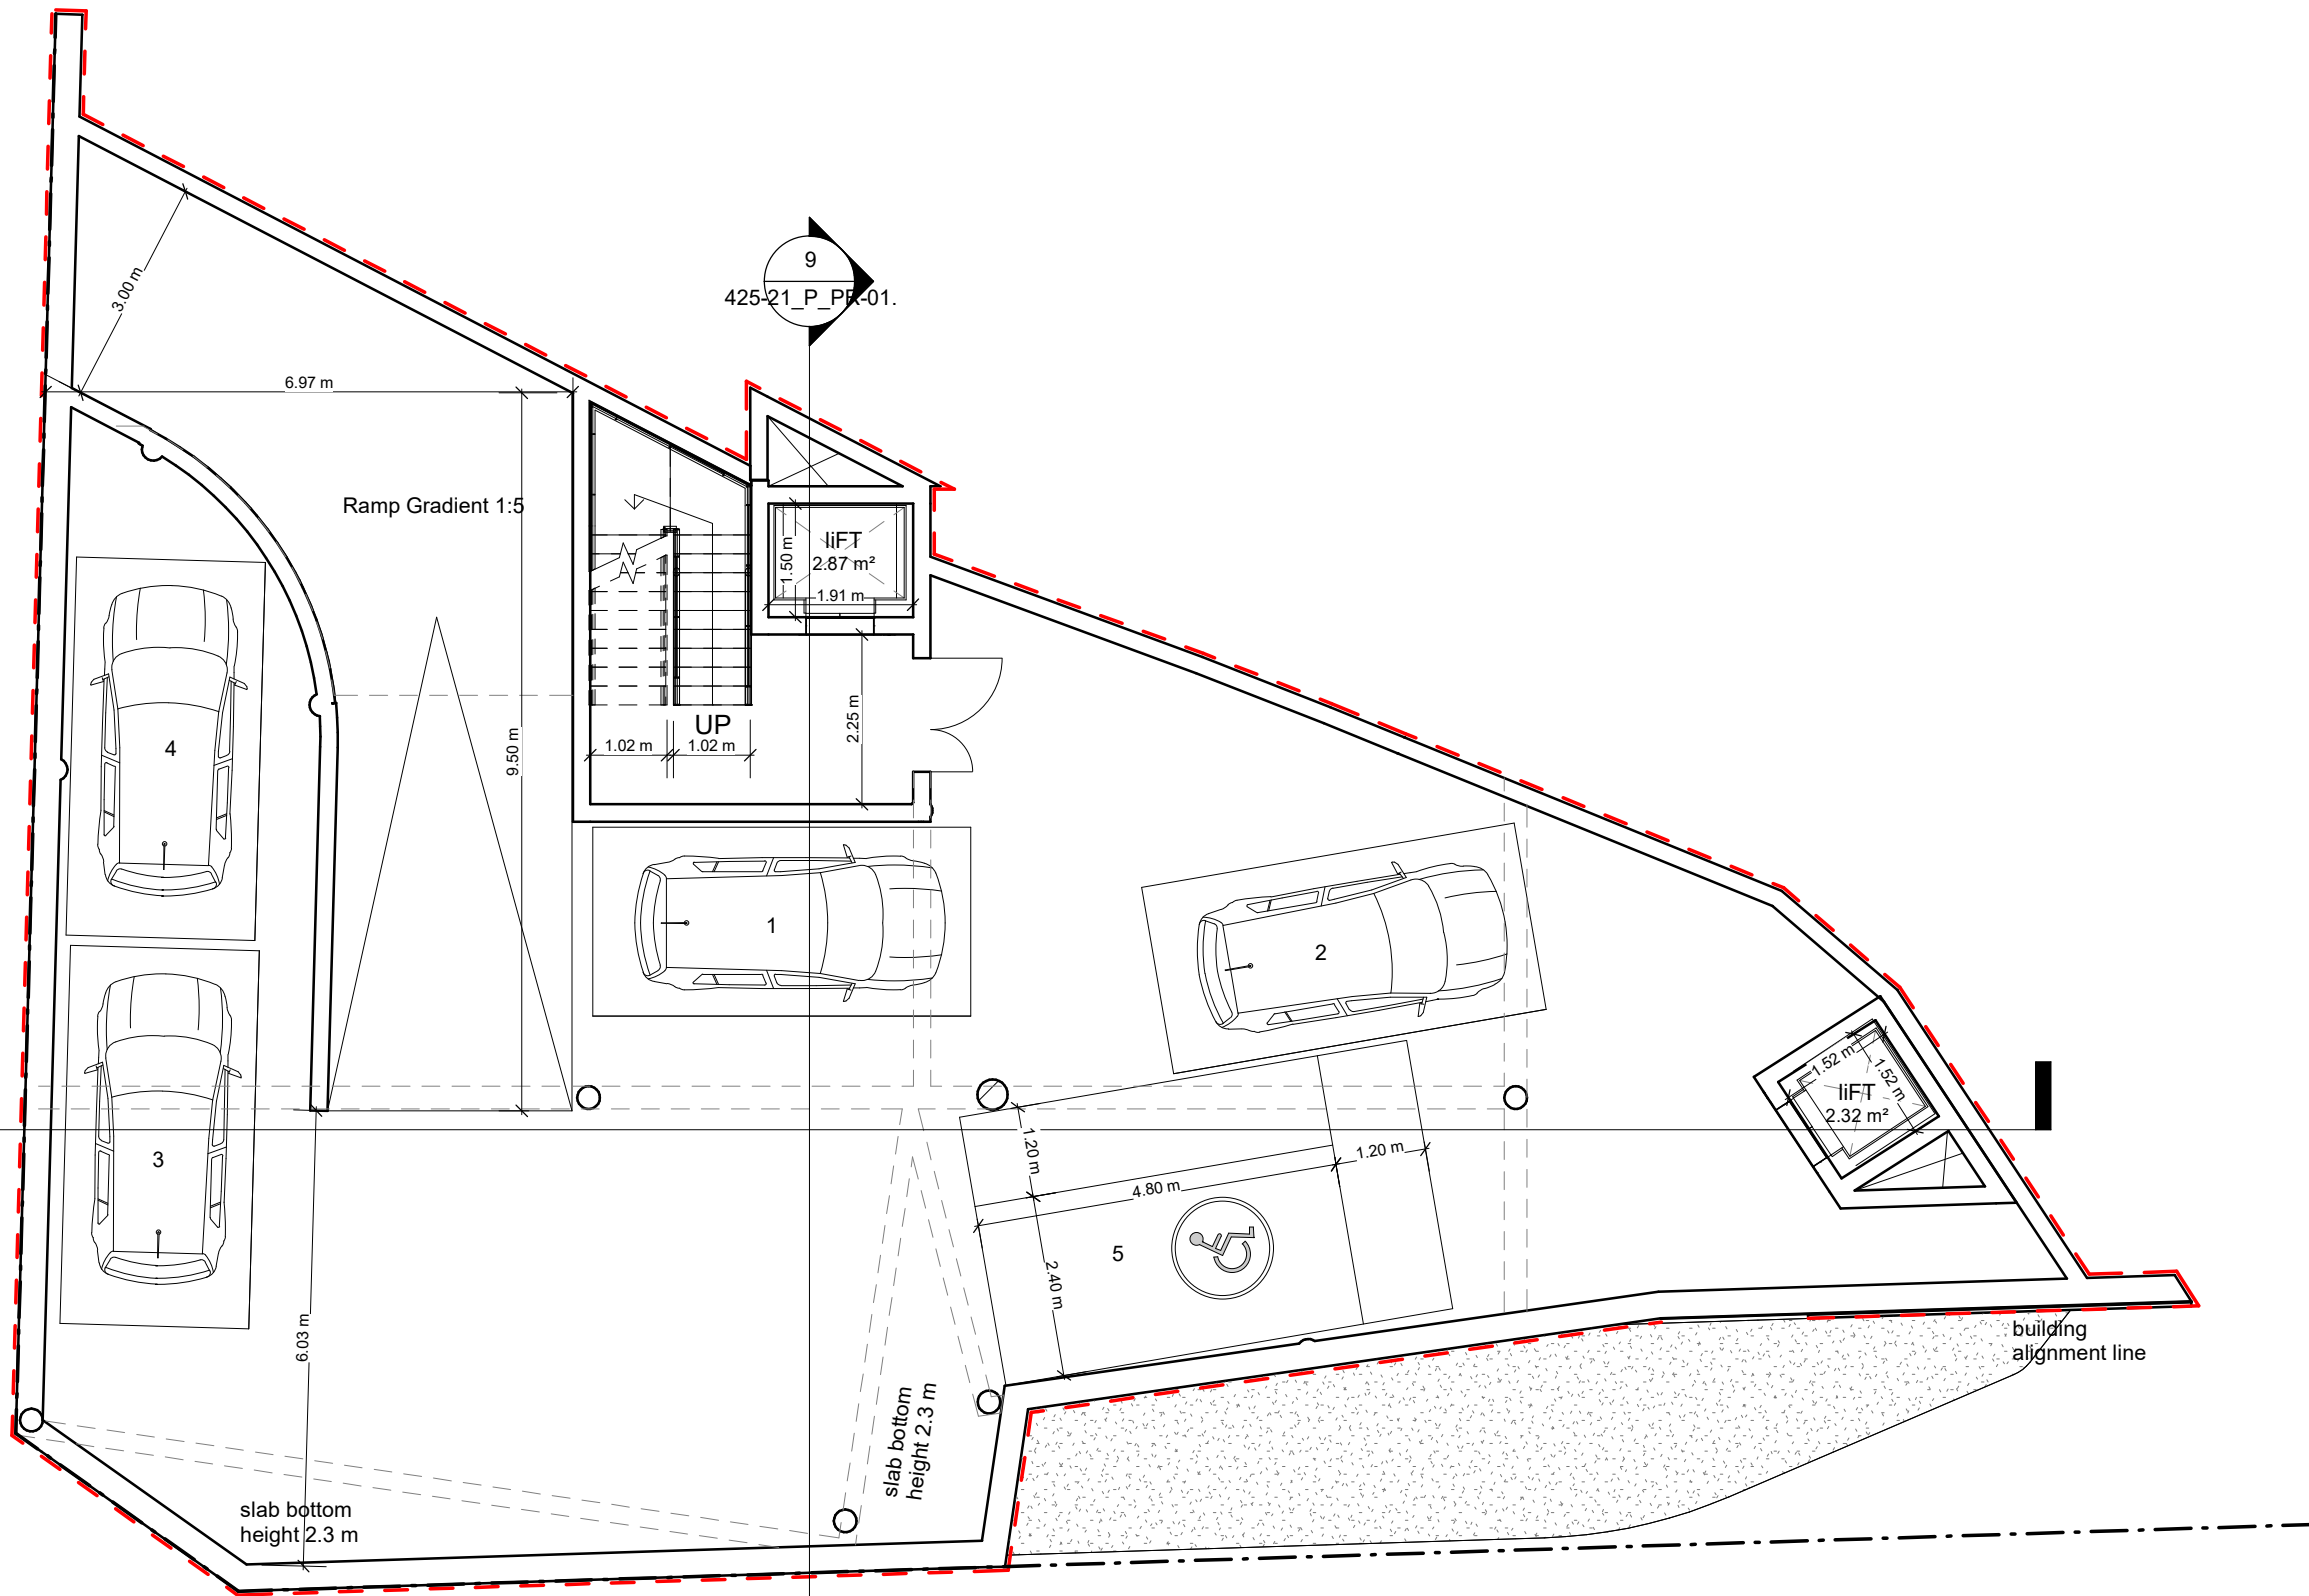 9
425-21_P_PR-01.
3.00 m
6.97 m
Ramp Gradient 1:5
liFT
2.87 m²
1.50 m
1.91 m
UP
1.02 m
1.02 m
2.25 m
9.50 m
4
1
2
3
1.52 m
1.52 m
liFT
2.32 m²
1.20 m
1.20 m
4.80 m
5
2.40 m
6.03 m
building
alignment line
slab bottom
height 2.3 m
slab bottom
height 2.3 m